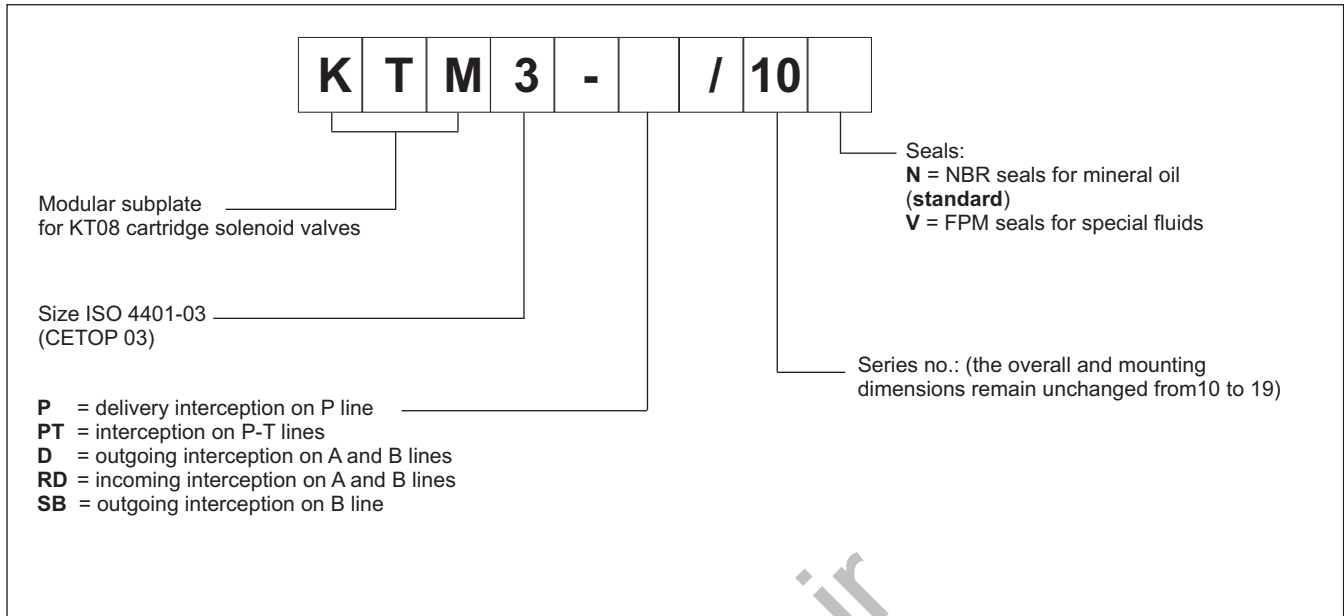 K T M 3 - / 10
Seals:
N = NBR seals for mineral oil
(standard)
V = FPM seals for special fluids
Modular subplate
for KT08 cartridge solenoid valves
Size ISO 4401-03
(CETOP 03)
Series no.: (the overall and mounting
dimensions remain unchanged from10 to 19)
P = delivery interception on P line
PT = interception on P-T lines
D = outgoing interception on A and B lines
RD = incoming interception on A and B lines
SB = outgoing interception on B line
.ir